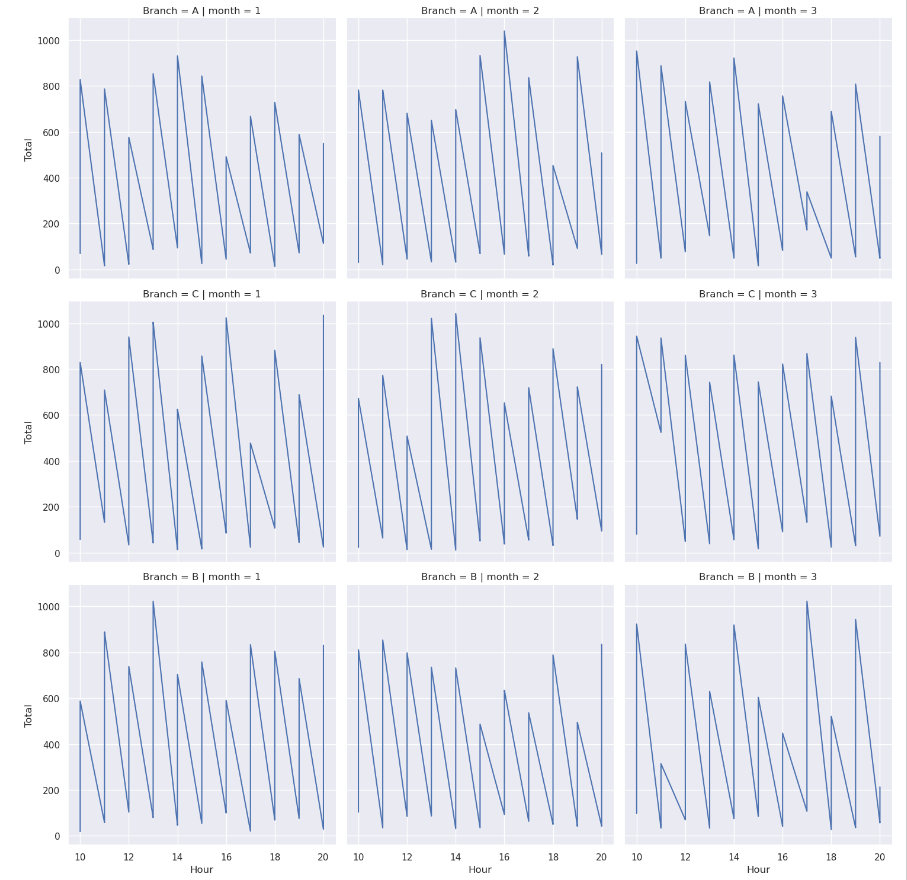 Branch = A | month = 1
Branch = A | month = 2
Branch = A | month = 3
1000
800
600
400
200
0
Total
Branch = C | month = 1
Branch = C | month = 2
Branch = C | month = 3
1000
800
600
400
200
0
Total
Branch = B | month = 1
Branch = B | month = 2
Branch = B | month = 3
1000
800
600
400
200
0
Total
10 12 14 16 18 20
10 12 14 16 18 20
10 12 14 16 18 20
Hour
Hour
Hour